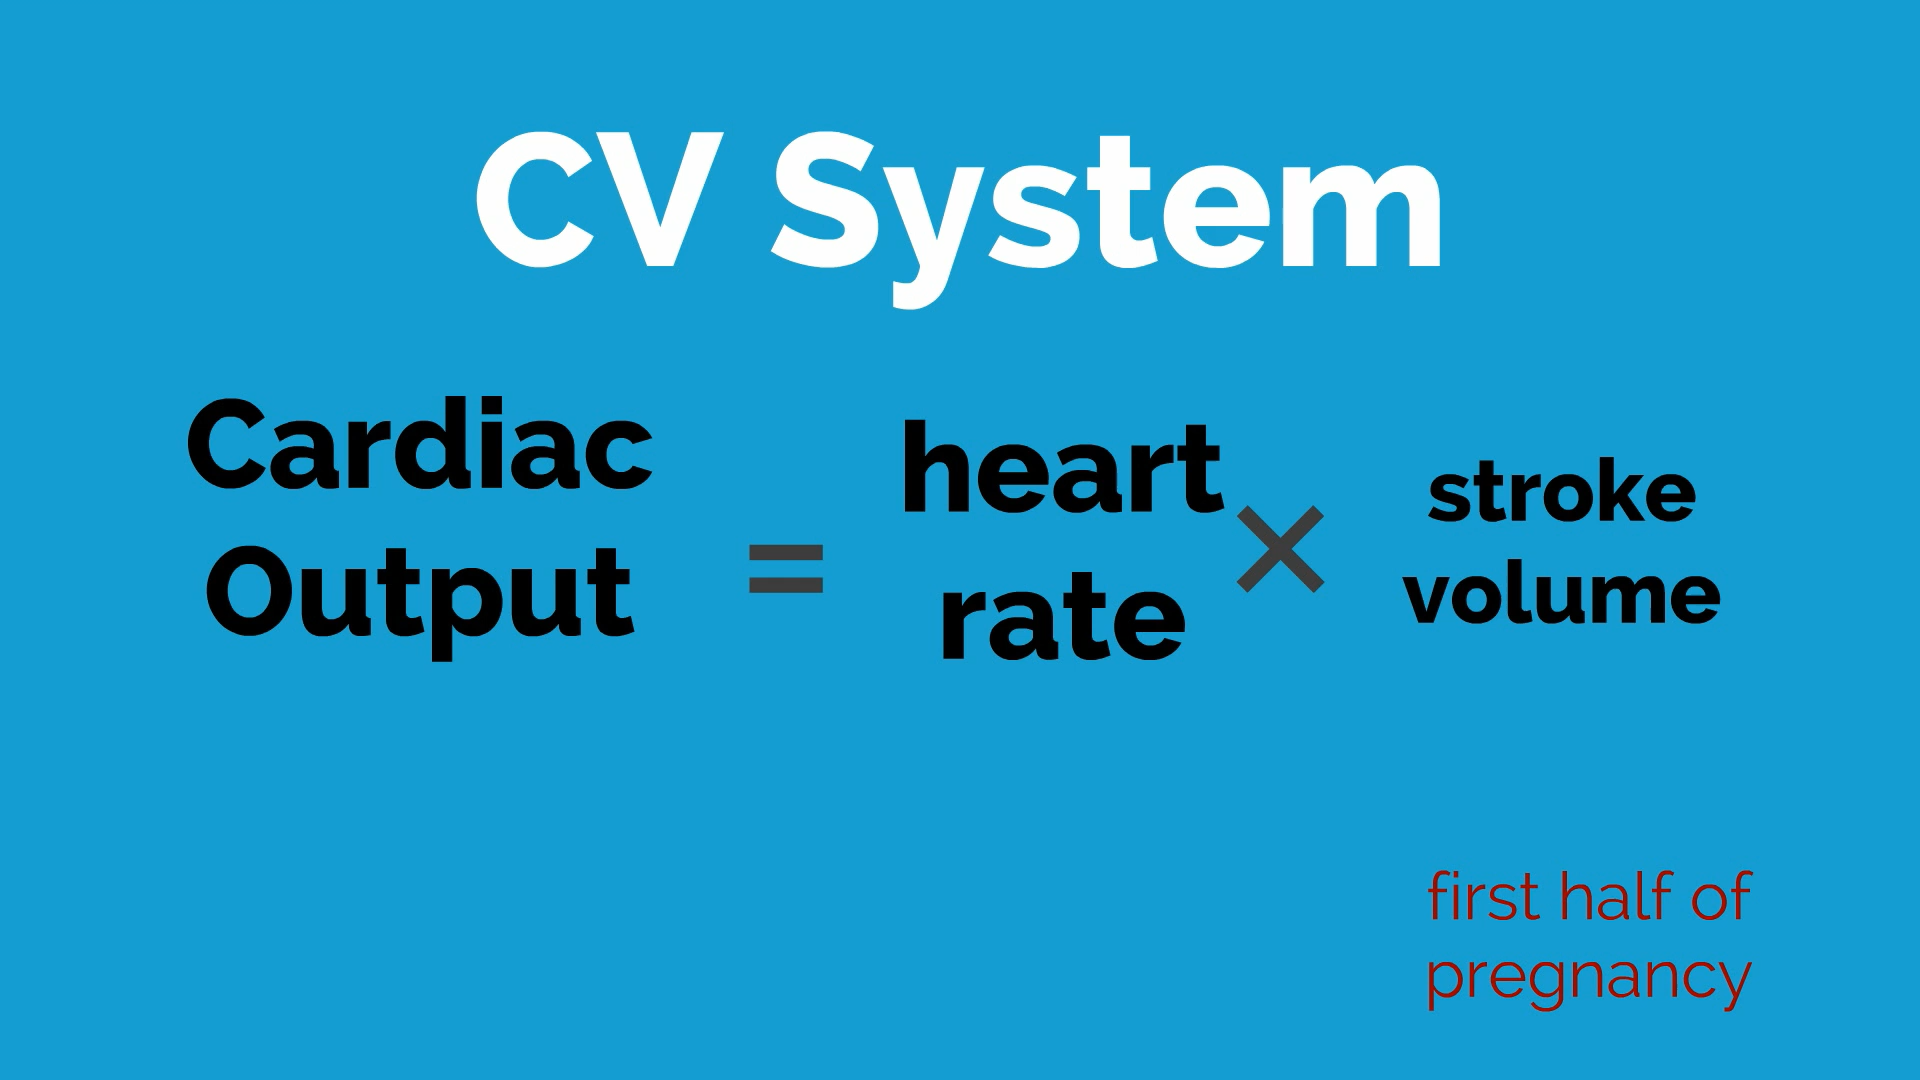 CV System
Cardiac
Output
=
heart
rate
×
stroke
volume
first half of
pregnancy